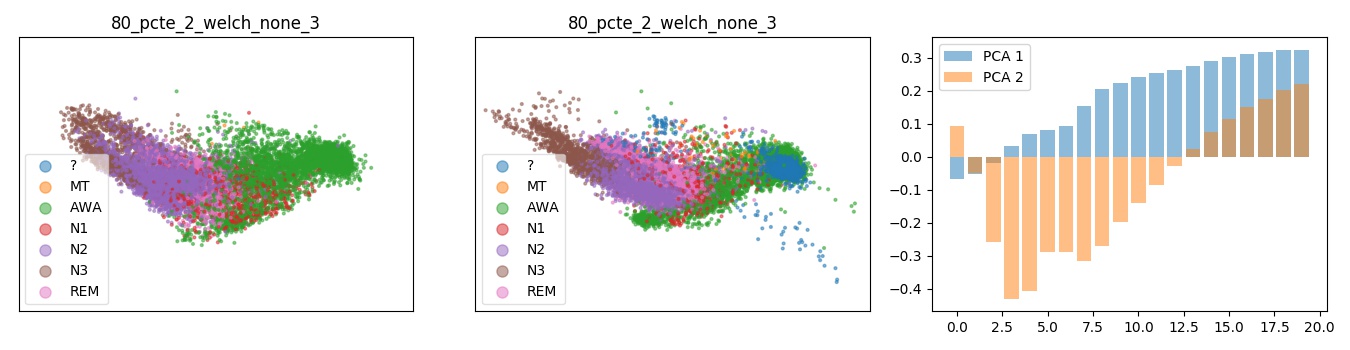 80_pcte_2_welch_none_3
?
MT
AWA
N1
N2
N3
REM
80_pcte_2_welch_none_3
?
MT
AWA
N1
N2
N3
REM
PCA 1
PCA 2
0.3
0.2
0.1
0.0
−0.1
−0.2
−0.3
−0.4
0.0 2.5 5.0 7.5 10.0 12.5 15.0 17.5 20.0